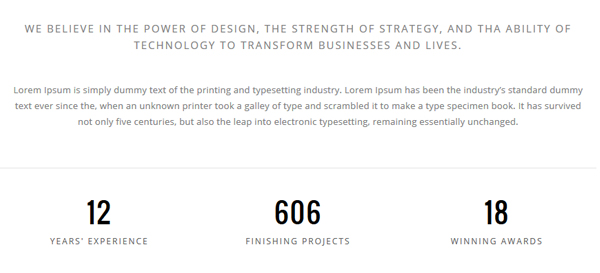 WE BELIEVE IN THE POWER OF DESIGN, THE STRENGTH OF STRATEGY, AND THA ABILITY OF
TECHNOLOGY TO TRANSFORM BUSINESSES AND LIVES.
Lorem Ipsum is simply dummy text of the printing and typesetting industry. Lorem Ipsum has been the industry's standard dummy
text ever since the, when an unknown printer took a galley of type and scrambled it to make a type specimen book. It has survived
not only five centuries, but also the leap into electronic typesetting, remaining essentially unchanged.
12 606 18
YEARS' EXPERIENCE FINISHING PROJECTS WINNING AWARDS